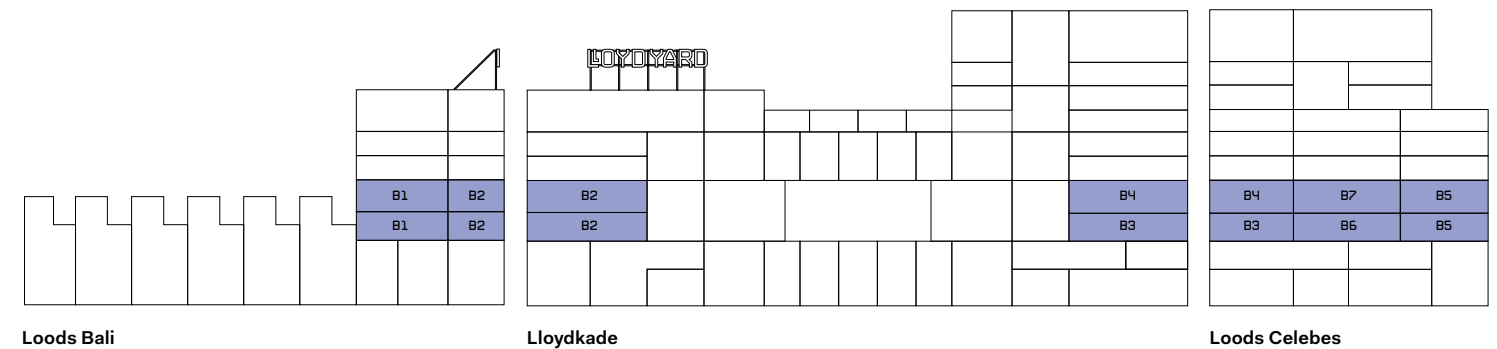 LLOYDYARD
B1 B2 B2 B4 B4 B7 B5
B1 B2 B2 B3 B3 B6 B5
Loods Bali Lloydkade Loods Celebes